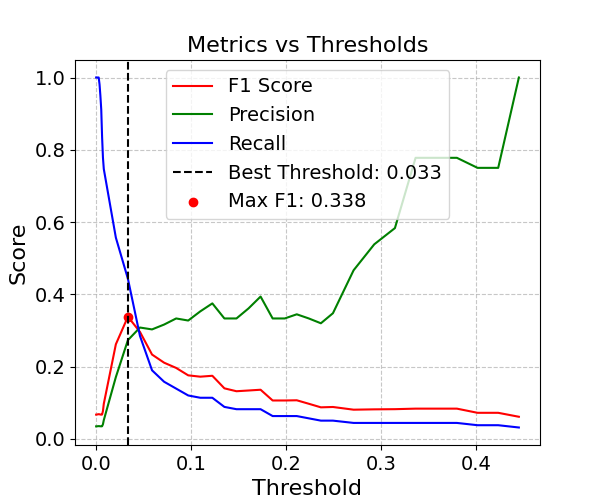 Metrics vs Thresholds
F1 Score
Precision
Recall
Best Threshold: 0.033
Max F1: 0.338
Score
1.0
0.8
0.6
0.4
0.2
0.0
0.0 0.1 0.2 0.3 0.4
Threshold